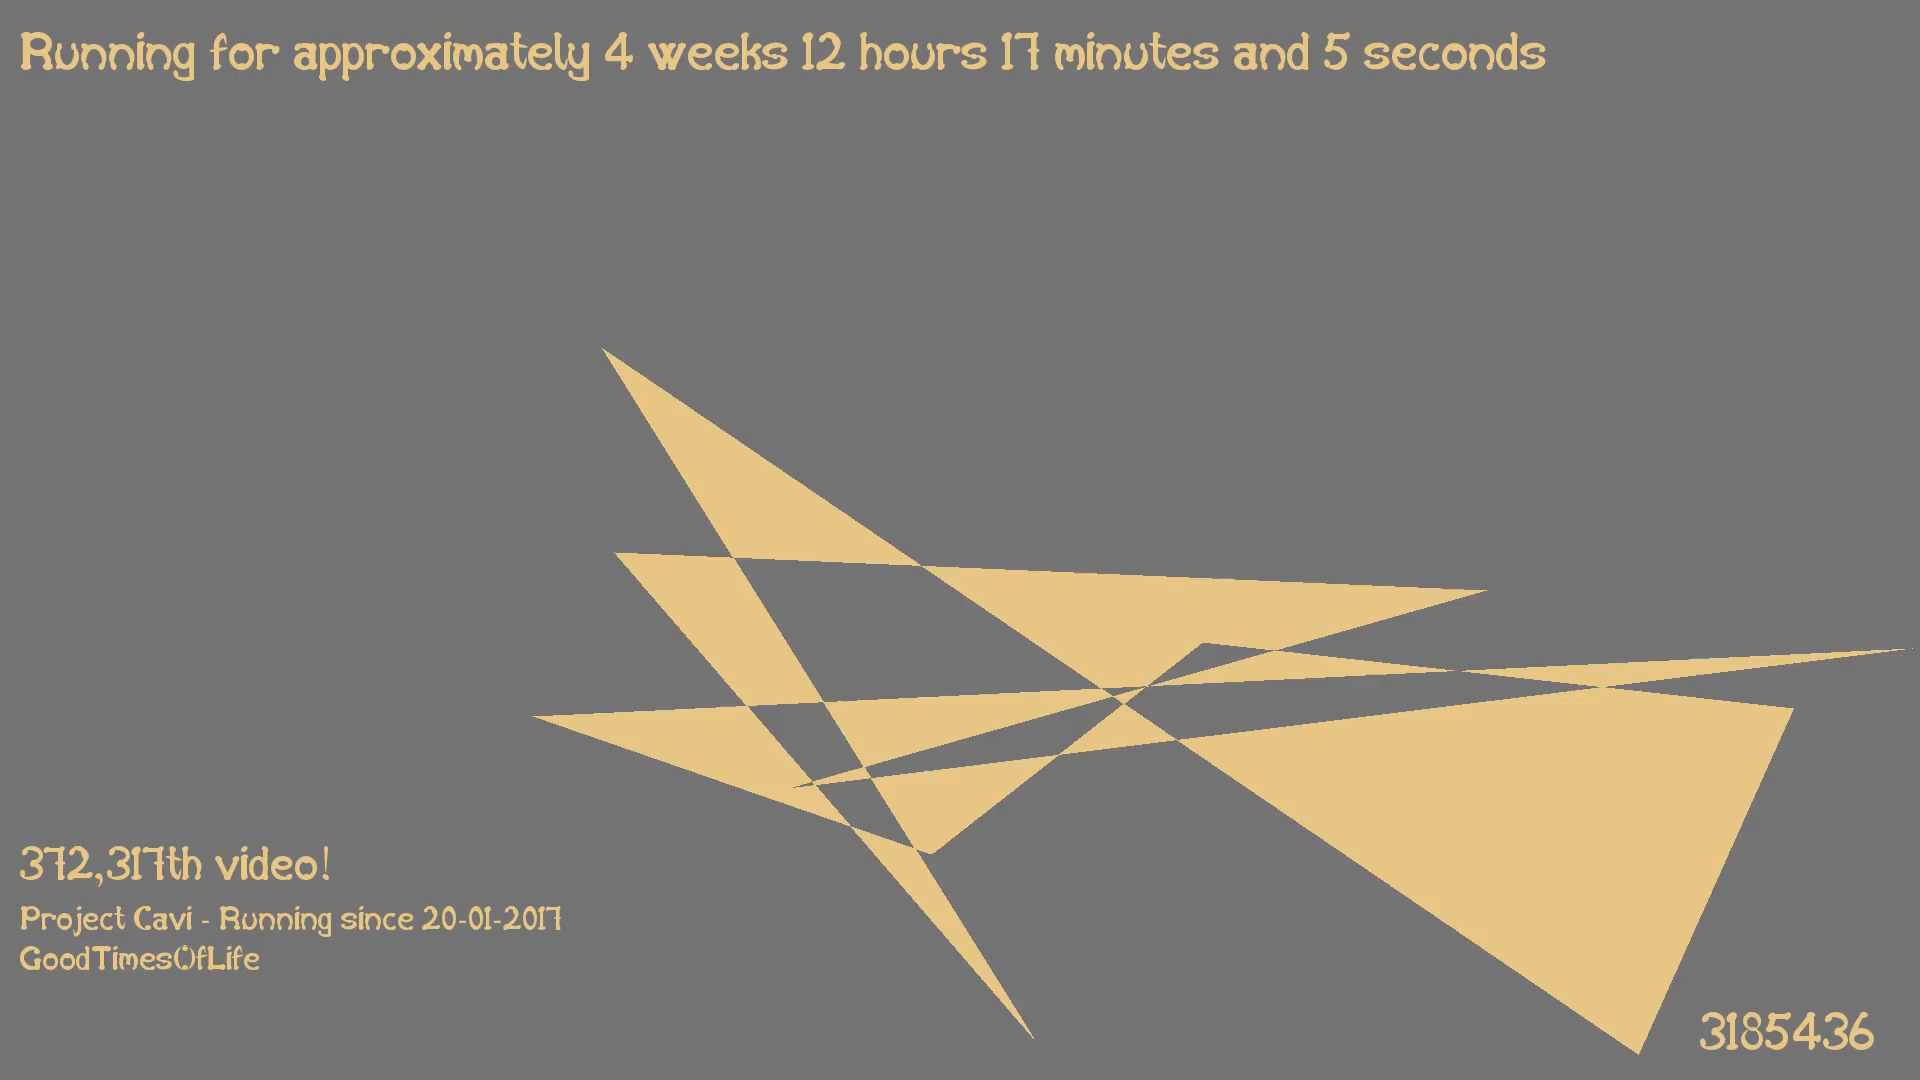 Running for approximately 4 weeks 12 hours 17 minutes and 5 seconds
372,317th video!
Project Cavi - Running since 20-01-2017
GoodTimesOfLife
3185436